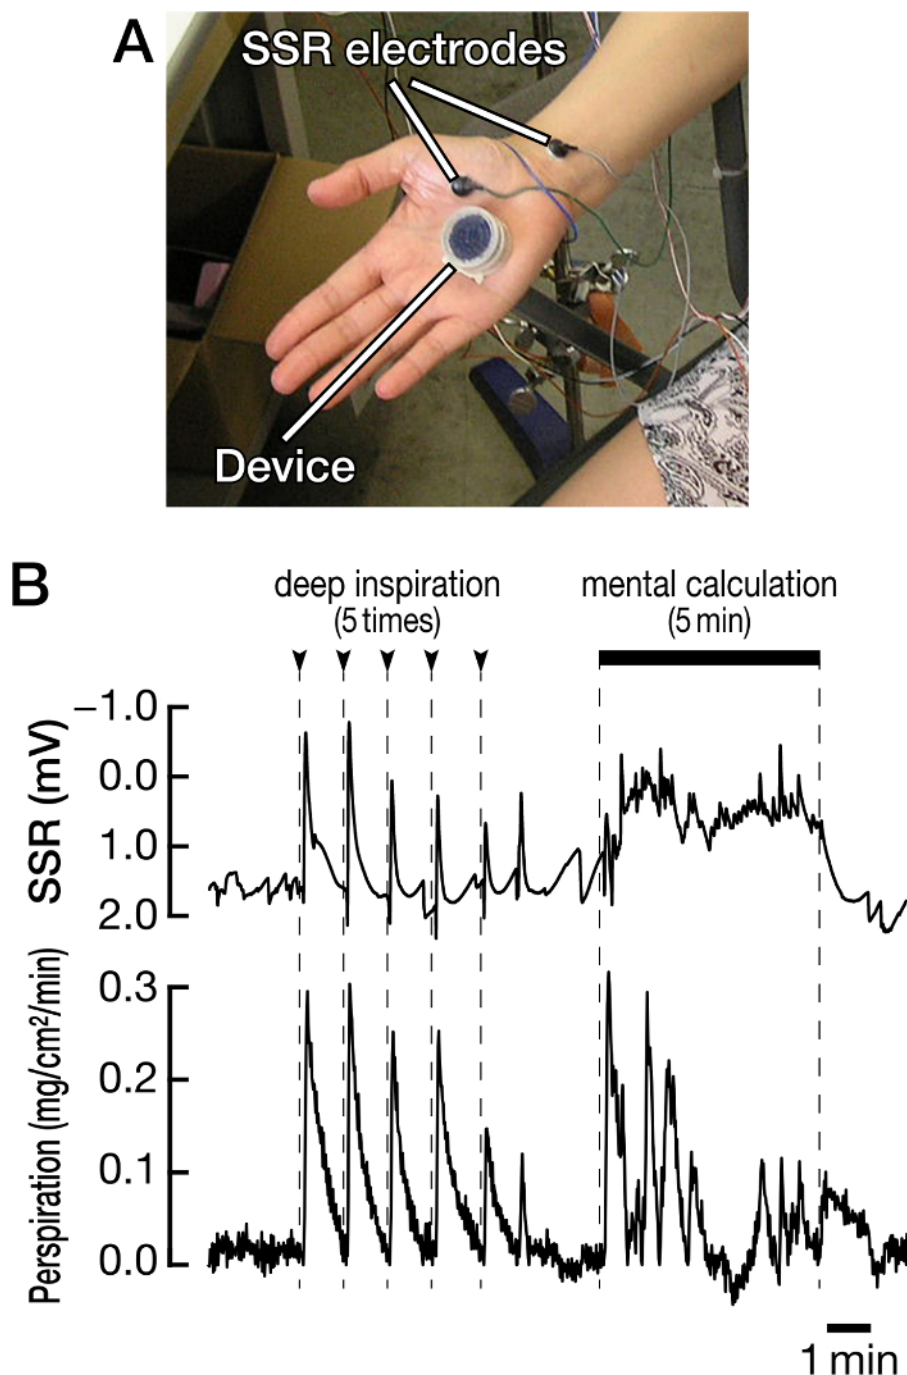 A
SSR electrodes
Device
B
deep inspiration
(5 times)
mental calculation
(5 min)
SSR (mV)
−1.0
0.0
1.0
2.0
Perspiration (mg/cm²/min)
0.3
0.2
0.1
0.0
1 min